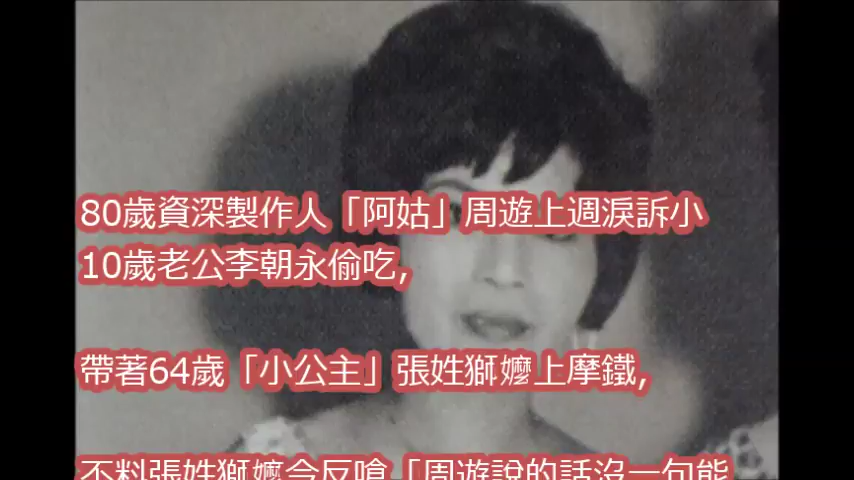 80歲資深製作人「阿姑」周遊上週淚訴小
10歲老公李朝永偷吃,
帶著64歲「小公主」張姓獅嬤上摩鐵,
不料張姓獅嬤今反嗆「周遊說的話沒一句能